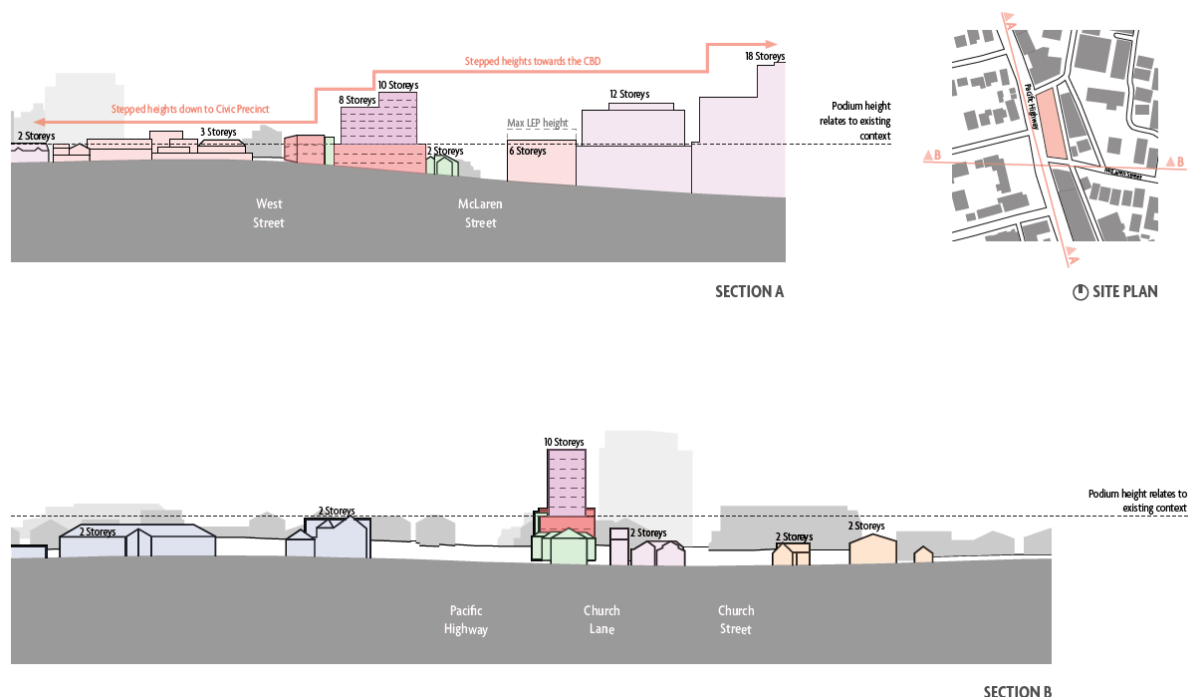 Stepped heights towards the CBD
18 Storeys
10 Storeys
8 Storeys
12 Storeys
Stepped heights down to Civic Precinct
Podium height
relates to existing
context
Max LEP height
2 Storeys
3 Storeys
2 Storeys
6 Storeys
West
Street
McLaren
Street
SECTION A
A
Pacific Highway
B
B
McLaren Street
A
SITE PLAN
10 Storeys
Podium height relates to
existing context
2 Storeys
2 Storeys
2 Storeys
2 Storeys
2 Storeys
Pacific
Highway
Church
Lane
Church
Street
SECTION B